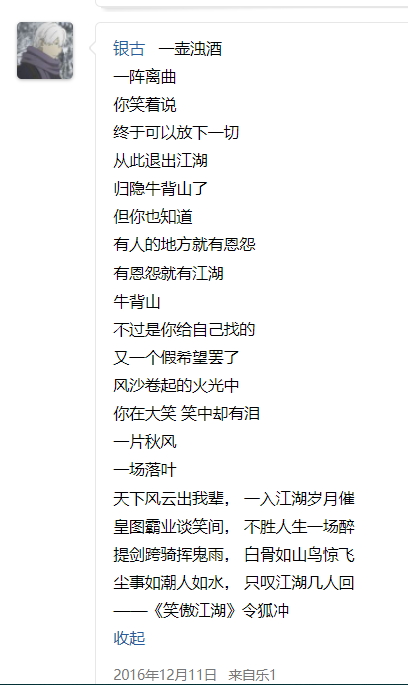 银古 一壶浊酒
一阵离曲
你笑着说
终于可以放下一切
从此退出江湖
归隐牛背山了
但你也知道
有人的地方就有恩怨
有恩怨就有江湖
牛背山
不过是你给自己找的
又一个假希望罢了
风沙卷起的火光中
你在大笑 笑中却有泪
一片秋风
一场落叶
天下风云出我辈， 一入江湖岁月催
皇图霸业谈笑间， 不胜人生一场醉
提剑跨骑挥鬼雨， 白骨如山鸟惊飞
尘事如潮人如水， 只叹江湖几人回
——《笑傲江湖》令狐冲
收起
2016年12月11日 来自乐1